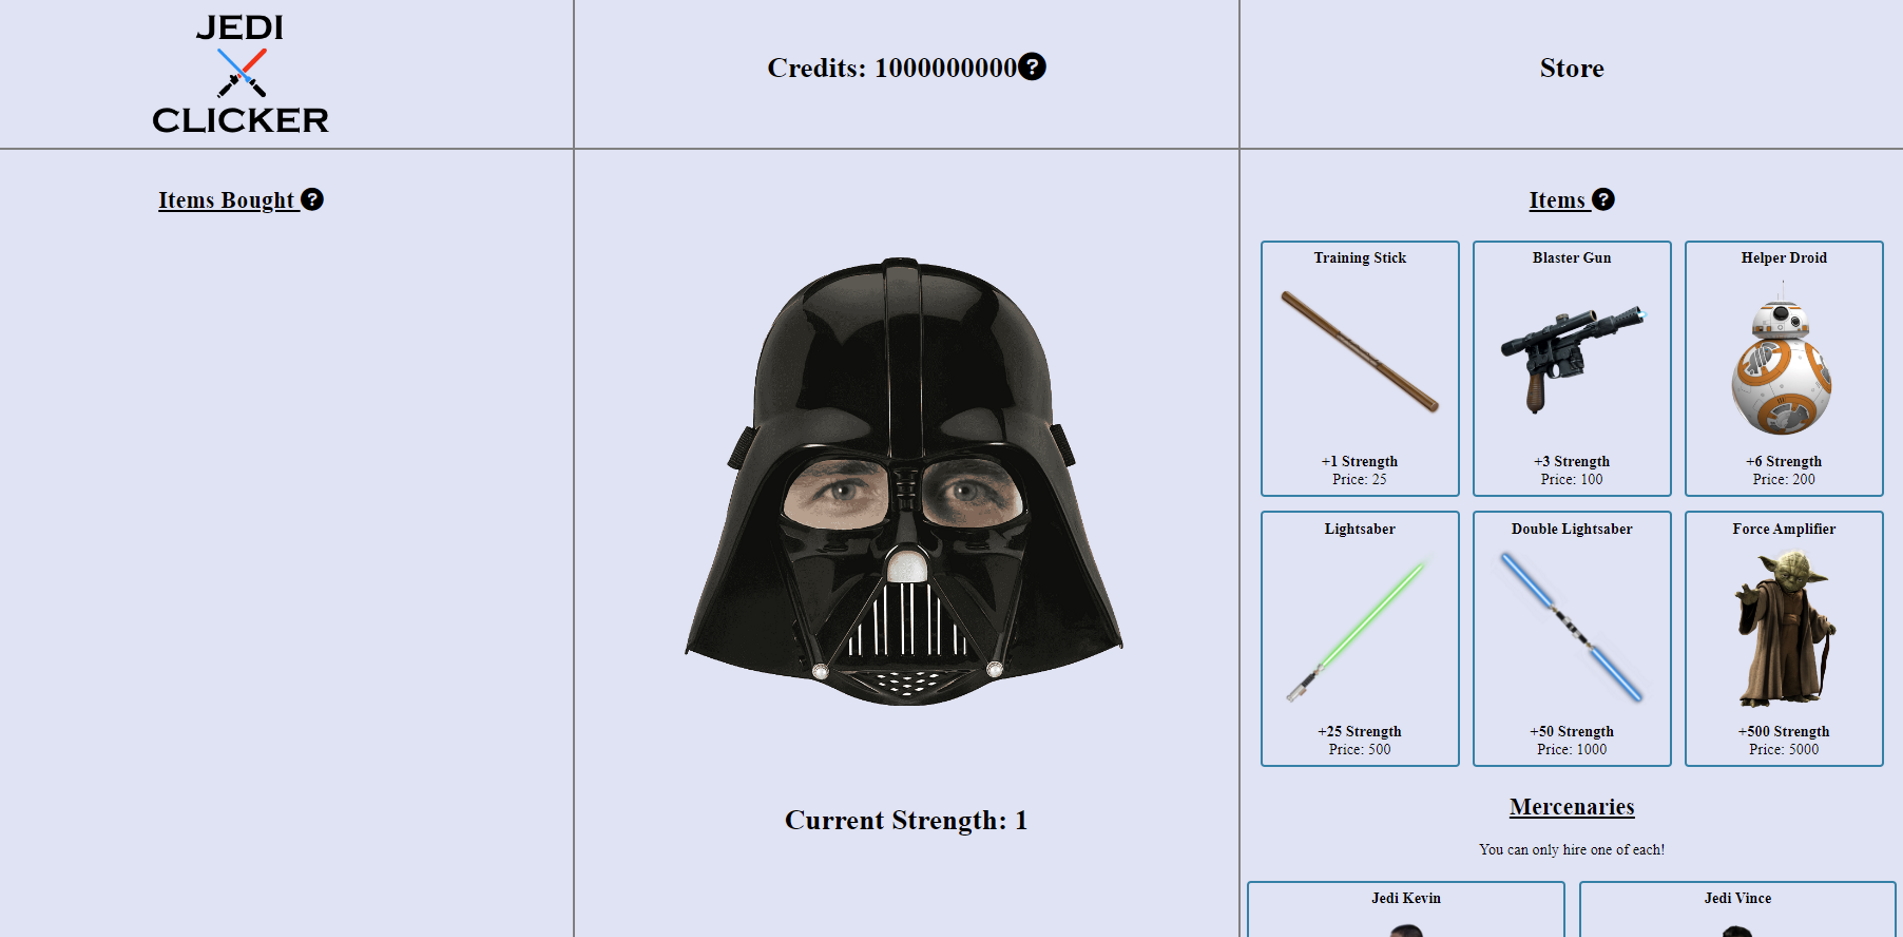 JEDI
CLICKER
Credits: 1000000000?
Store
Items Bought ?
Current Strength: 1
Items ?
Training Stick
+1 Strength
Price: 25
Blaster Gun
+3 Strength
Price: 100
Helper Droid
+6 Strength
Price: 200
Lightsaber
+25 Strength
Price: 500
Double Lightsaber
+50 Strength
Price: 1000
Force Amplifier
+500 Strength
Price: 5000
Mercenaries
You can only hire one of each!
Jedi Kevin
Jedi Vince